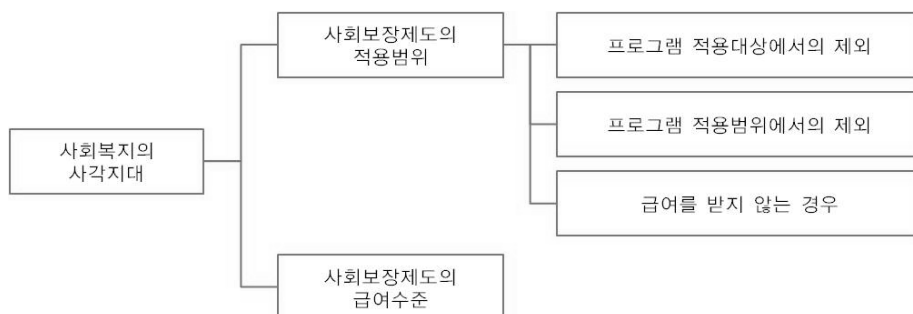 사회복지의
사각지대
사회보장제도의
적용범위
프로그램 적용대상에서의 제외
프로그램 적용범위에서의 제외
급여를 받지 않는 경우
사회보장제도의
급여수준